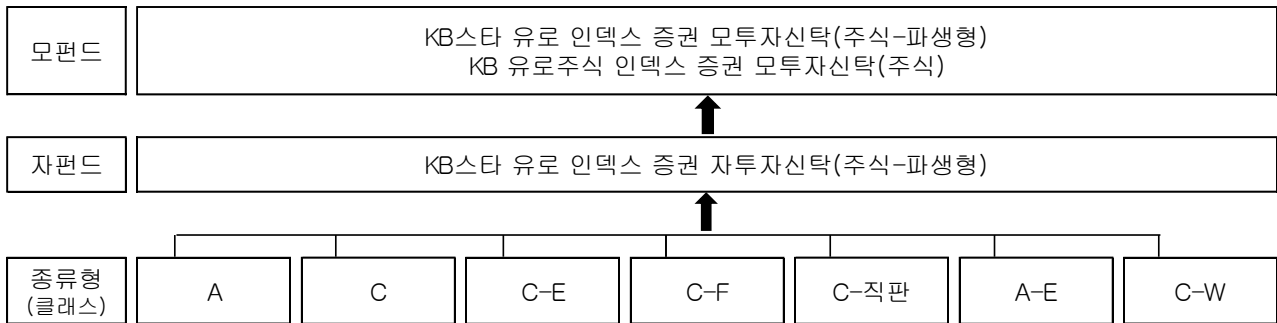 모펀드
KB스타 유로 인덱스 증권 모투자신탁(주식-파생형)
KB 유로주식 인덱스 증권 모투자신탁(주식)
자펀드
KB스타 유로 인덱스 증권 자투자신탁(주식-파생형)
종류형
(클래스)
A
C
C-E
C-F
C-직판
A-E
C-W